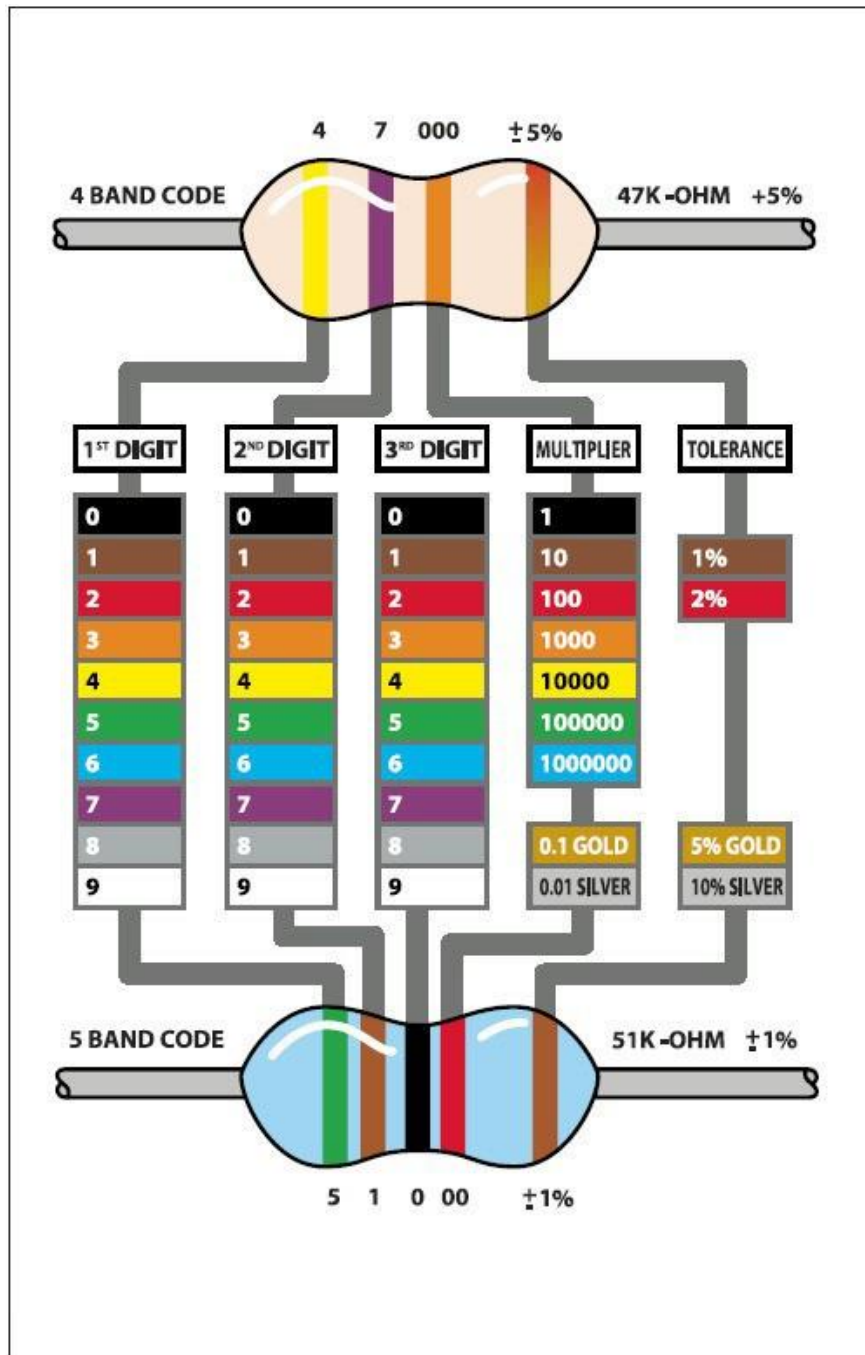 4 7 000 ±5%
4 BAND CODE 47K-OHM +5%
1ST DIGIT 2ND DIGIT 3RD DIGIT MULTIPLIER TOLERANCE
0 0 0 1
1 1 1 10 1%
2 2 2 100 2%
3 3 3 1000
4 4 4 10000
5 5 5 100000
6 6 6 1000000
7 7 7
8 8 8 0.1 GOLD 5% GOLD
9 9 9 0.01 SILVER 10% SILVER
5 BAND CODE 51K-OHM ±1%
5 1 0 00 ±1%